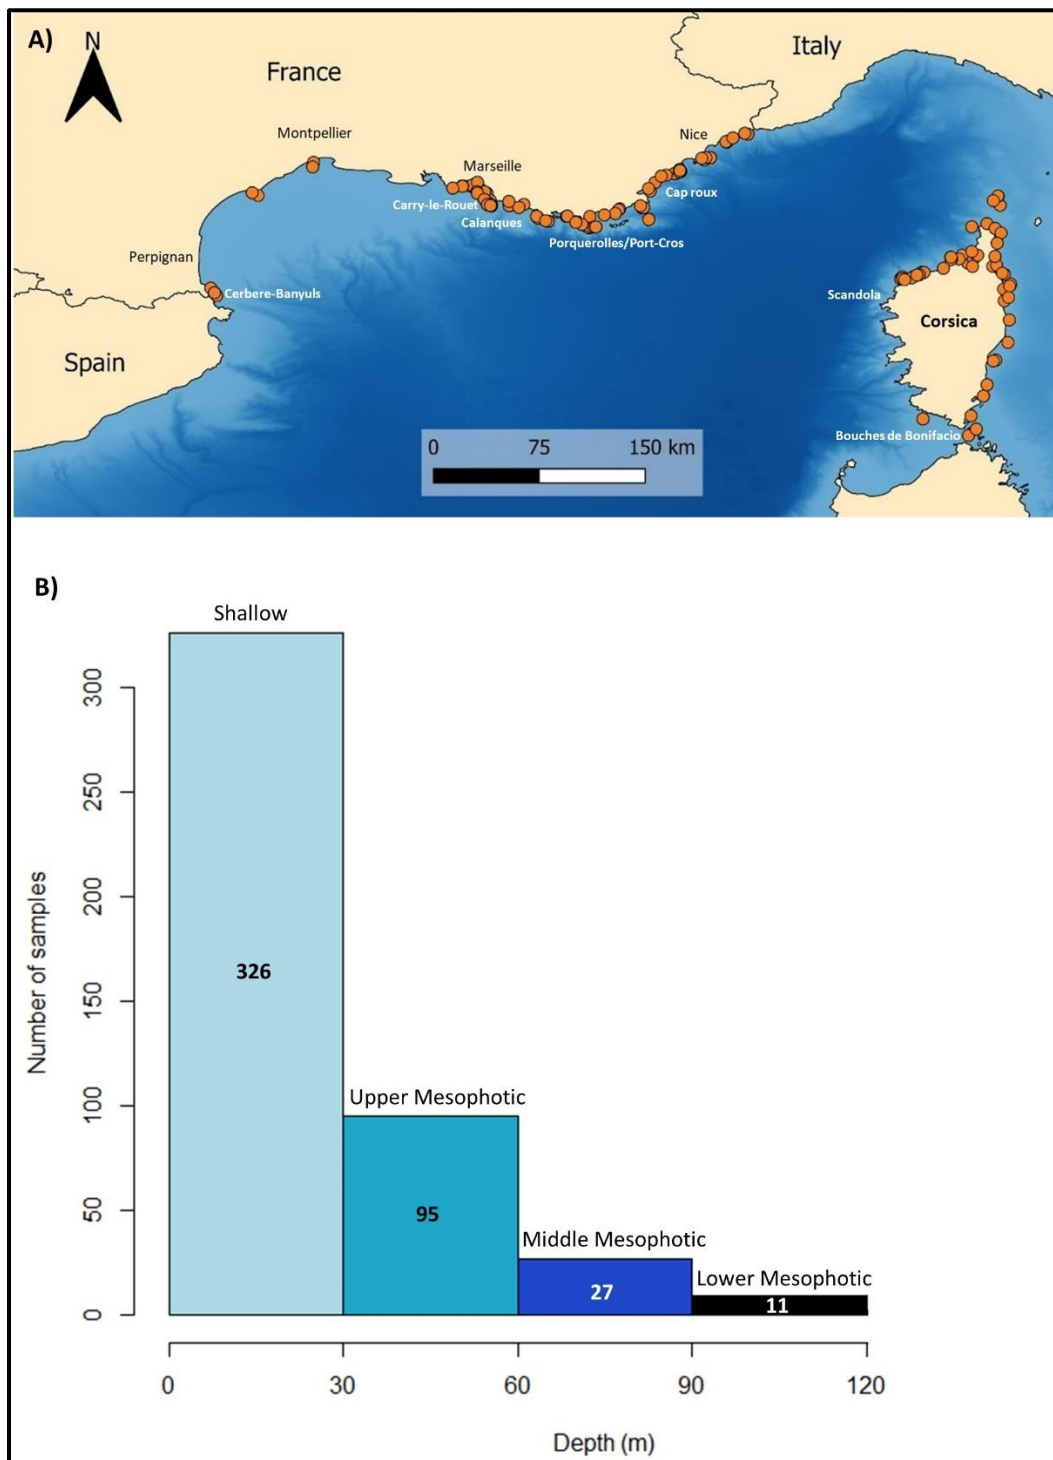 A)
N
France
Italy
Montpellier
Marseille
Nice
Carry-le-Rouet
Cap roux
Calanques
Porquerolles/Port-Cros
Perpignan
Cerbere-Banyuls
Scandola
Corsica
Spain
Bouches de Bonifacio
0 75 150 km
B)
Shallow
Number of samples
300
250
200
150
100
50
0
326
Upper Mesophotic
95
Middle Mesophotic
27
Lower Mesophotic
11
0 30 60 90 120
Depth (m)